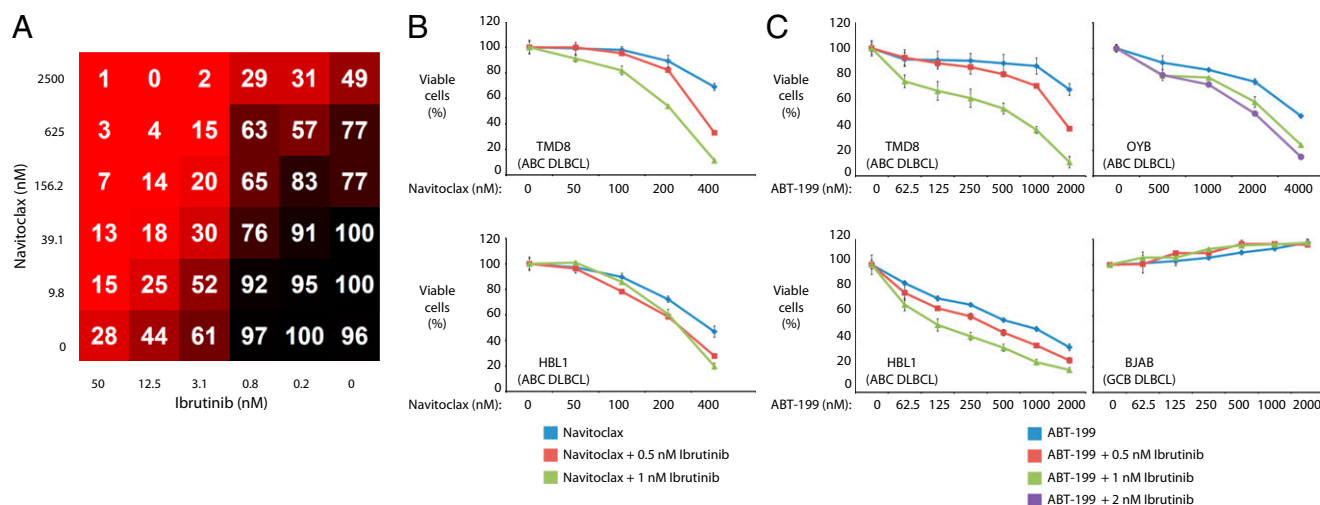 A
Navitoclax (nM)
2500 1 0 2 29 31 49
625 3 4 15 63 57 77
156.2 7 14 20 65 83 77
39.1 13 18 30 76 91 100
9.8 15 25 52 92 95 100
0 28 44 61 97 100 96
50 12.5 3.1 0.8 0.2 0
Ibrutinib (nM)
B
120
100
80
60
40
20
0
Viable
cells
(%)
TMD8
(ABC DLBCL)
Navitoclax (nM): 0 50 100 200 400
120
100
80
60
40
20
0
Viable
cells
(%)
HBL1
(ABC DLBCL)
Navitoclax (nM): 0 50 100 200 400
Navitoclax
Navitoclax + 0.5 nM Ibrutinib
Navitoclax + 1 nM Ibrutinib
C
120
100
80
60
40
20
0
Viable
cells
(%)
TMD8
(ABC DLBCL)
ABT-199 (nM): 0 62.5 125 250 500 1000 2000
OYB
(ABC DLBCL)
0 500 1000 2000 4000
120
100
80
60
40
20
0
Viable
cells
(%)
HBL1
(ABC DLBCL)
ABT-199 (nM): 0 62.5 125 250 500 1000 2000
BJAB
(GCB DLBCL)
0 62.5 125 250 500 1000 2000
ABT-199
ABT-199 + 0.5 nM Ibrutinib
ABT-199 + 1 nM Ibrutinib
ABT-199 + 2 nM Ibrutinib